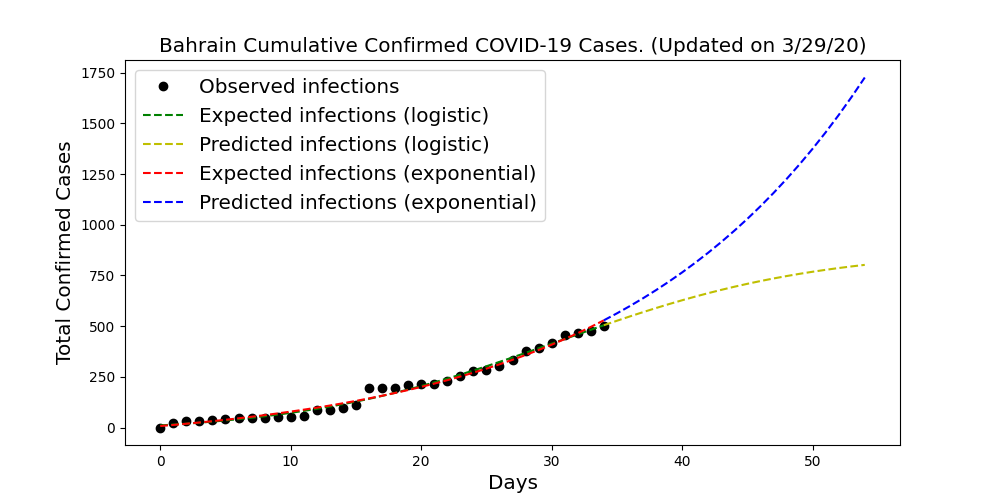 Bahrain Cumulative Confirmed COVID-19 Cases. (Updated on 3/29/20)
Observed infections
Expected infections (logistic)
Predicted infections (logistic)
Expected infections (exponential)
Predicted infections (exponential)
Total Confirmed Cases
1750
1500
1250
1000
750
500
250
0
0 10 20 30 40 50
Days